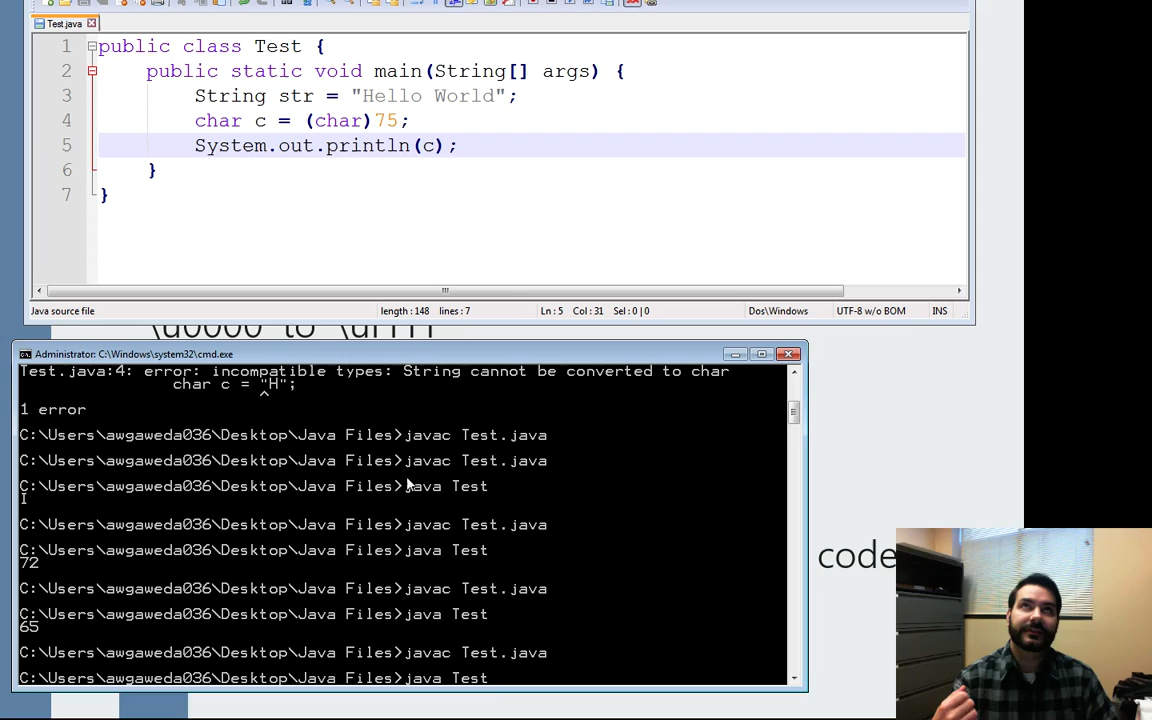 Test.java
1 public class Test {
2 public static void main(String[] args) {
3 String str = "Hello World";
4 char c = (char)75;
5 System.out.println(c);
6 }
7 }
Java source file length : 148 lines : 7 Ln : 5 Col : 31 Sel : 0 | 0 Dos\Windows UTF-8 w/o BOM INS
\u0000 to \uFFFF
Administrator: C:\Windows\system32\cmd.exe
Test.java:4: error: incompatible types: String cannot be converted to char
char c = "H";
^
1 error
C:\Users\awgaweda036\Desktop\Java Files>javac Test.java
C:\Users\awgaweda036\Desktop\Java Files>javac Test.java
C:\Users\awgaweda036\Desktop\Java Files>java Test
I
C:\Users\awgaweda036\Desktop\Java Files>javac Test.java
C:\Users\awgaweda036\Desktop\Java Files>java Test
72
C:\Users\awgaweda036\Desktop\Java Files>javac Test.java
C:\Users\awgaweda036\Desktop\Java Files>java Test
65
C:\Users\awgaweda036\Desktop\Java Files>javac Test.java
C:\Users\awgaweda036\Desktop\Java Files>java Test
code